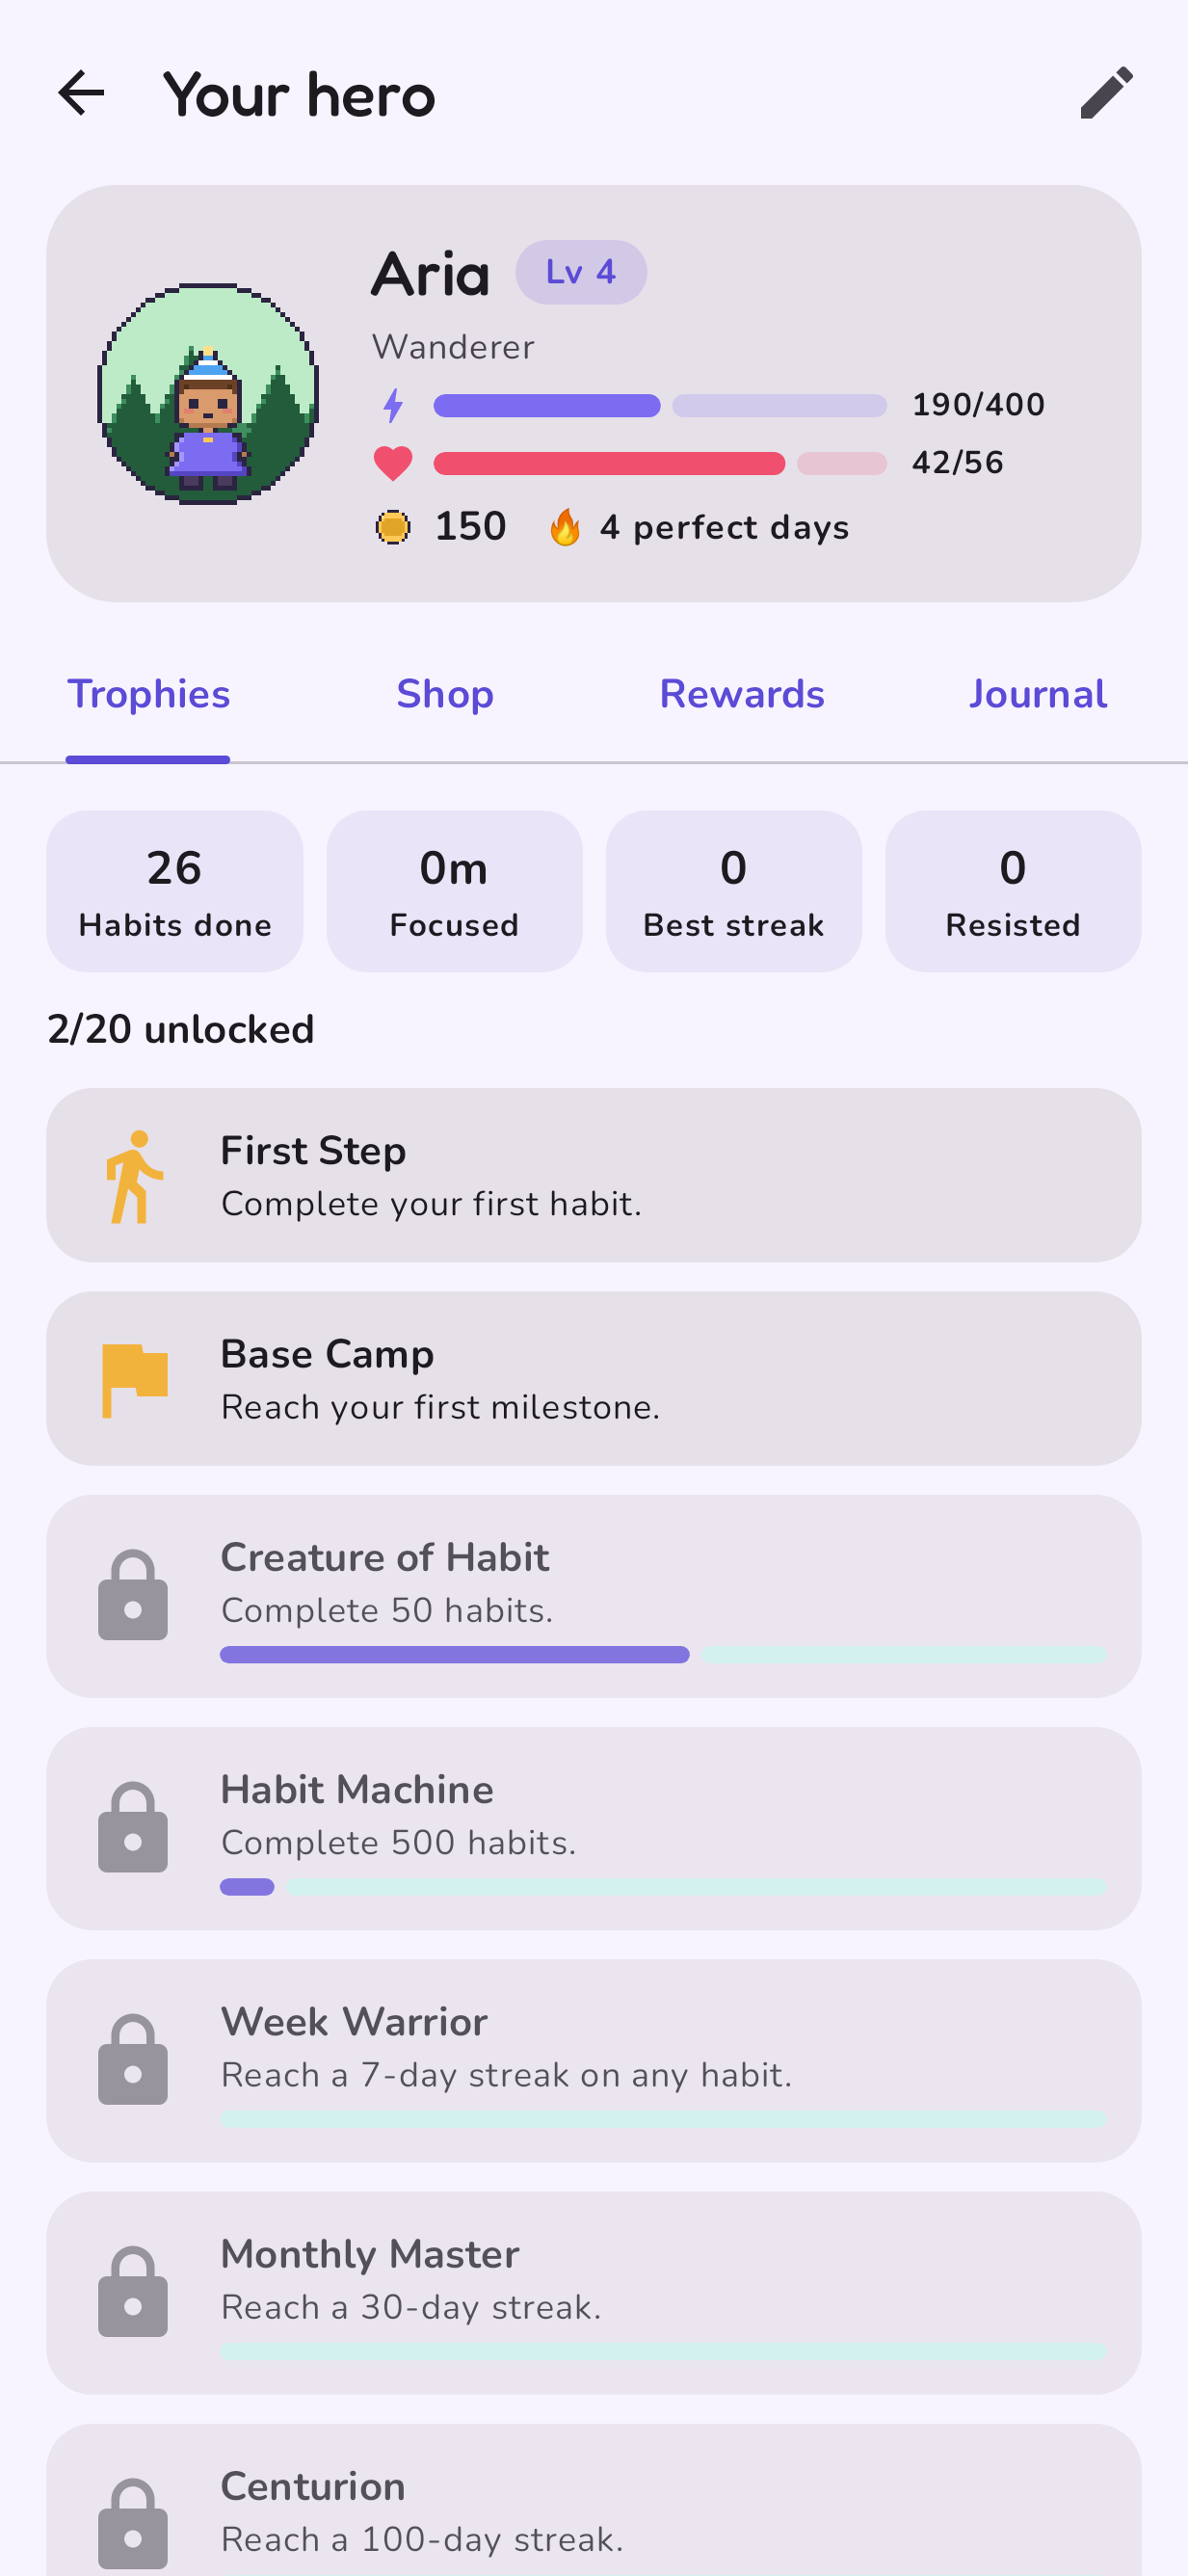 Your hero
Aria
Lv 4
Wanderer
190/400
42/56
150
4 perfect days
Trophies
Shop
Rewards
Journal
26
Habits done
0m
Focused
0
Best streak
0
Resisted
2/20 unlocked
First Step
Complete your first habit.
Base Camp
Reach your first milestone.
Creature of Habit
Complete 50 habits.
Habit Machine
Complete 500 habits.
Week Warrior
Reach a 7-day streak on any habit.
Monthly Master
Reach a 30-day streak.
Centurion
Reach a 100-day streak.